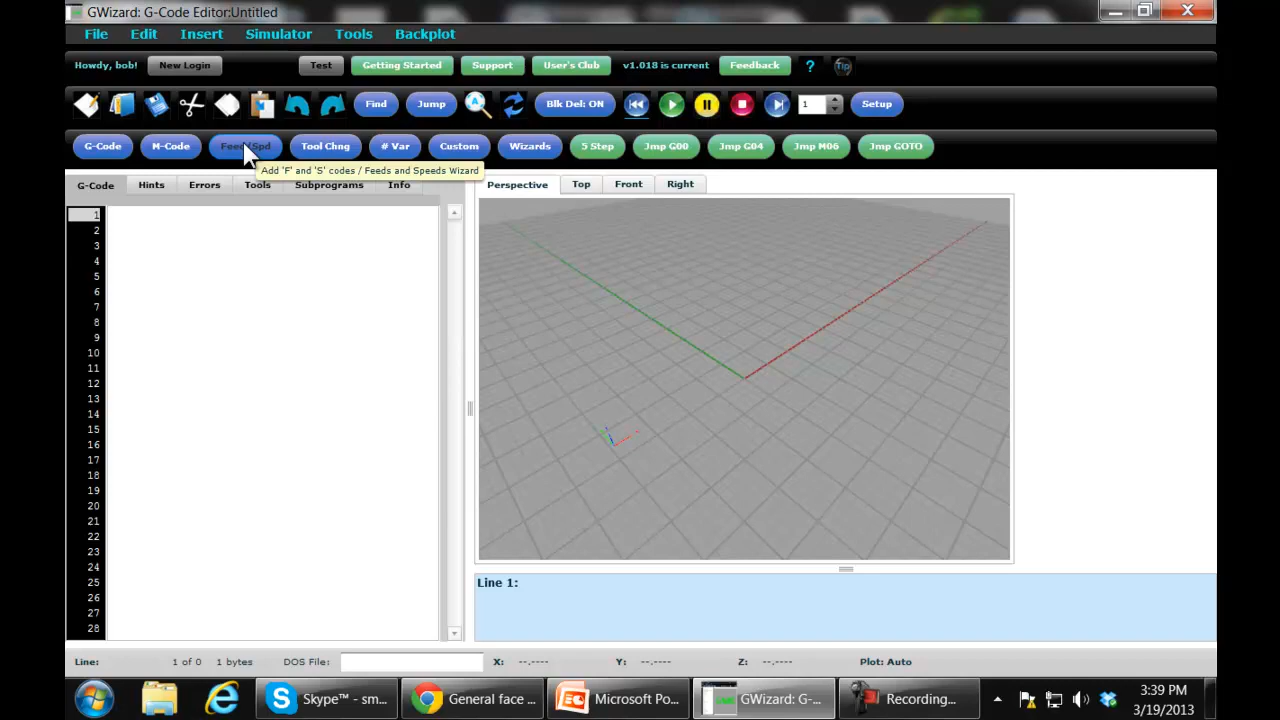 GWizard: G-Code Editor:Untitled
File Edit Insert Simulator Tools Backplot
Howdy, bob! New Login Test Getting Started Support User's Club v1.018 is current Feedback ? Tip
Find Jump A Blk Del: ON 1 Setup
G-Code M-Code Feed/Spd Tool Chng # Var Custom Wizards 5 Step Jmp G00 Jmp G04 Jmp M06 Jmp GOTO
Add 'F' and 'S' codes / Feeds and Speeds Wizard
G-Code Hints Errors Tools Subprograms Info Perspective Top Front Right
1
2
3
4
5
6
7
8
9
10
11
12
13
14
15
16
17
18
19
20
21
22
23
24
25
26
27
28
Line 1:
Line: 1 of 0 1 bytes DOS File: X: --.---- Y: --.---- Z: --.---- Plot: Auto
Skype™ - sm... General face ... Microsoft Po... GWizard: G-... Recording...
3:39 PM
3/19/2013